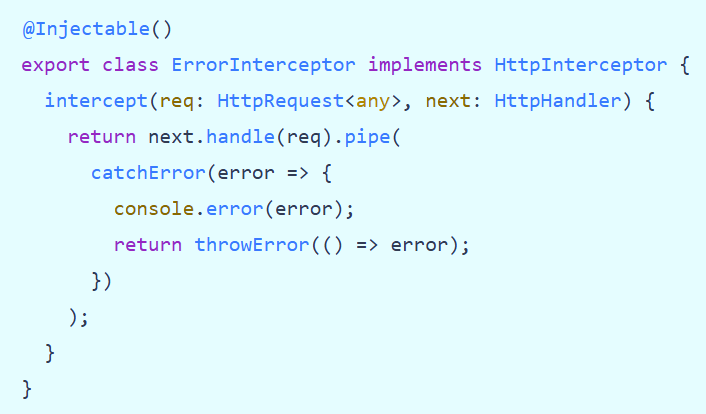 @Injectable()
export class ErrorInterceptor implements HttpInterceptor {
  intercept(req: HttpRequest<any>, next: HttpHandler) {
    return next.handle(req).pipe(
      catchError(error => {
        console.error(error);
        return throwError(() => error);
      })
    );
  }
}